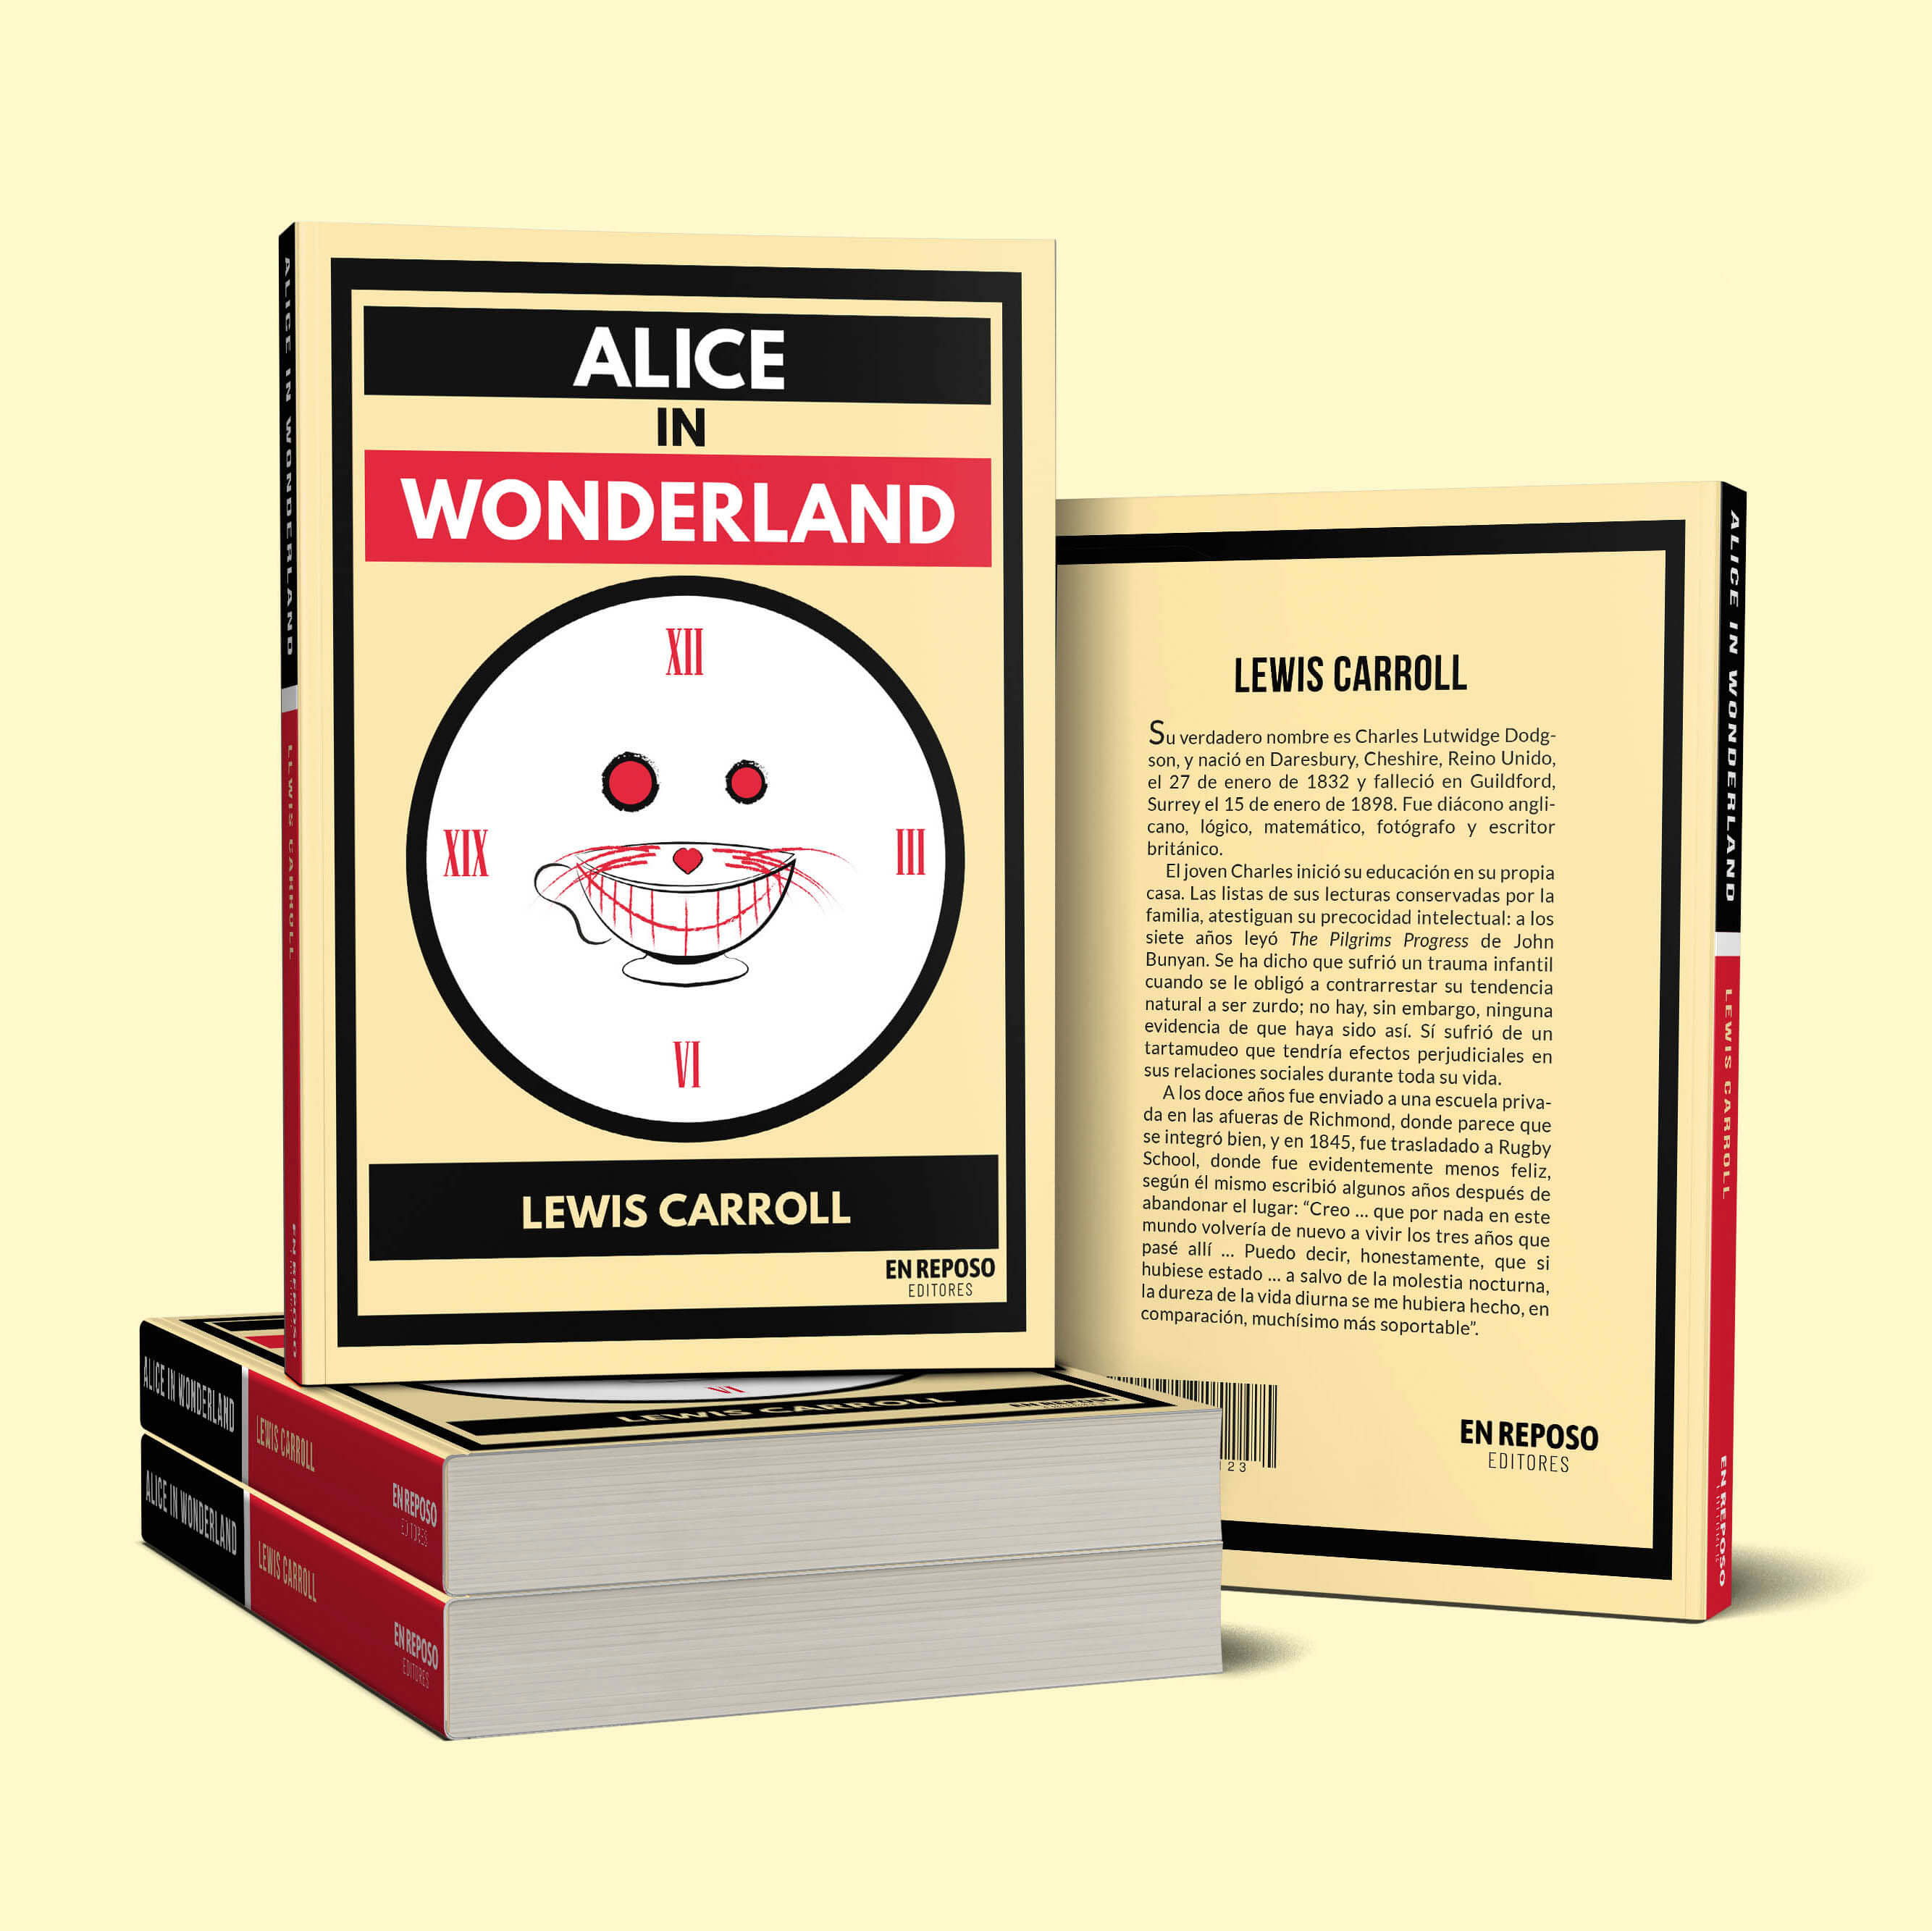 ALICE
IN
WONDERLAND
XII
XIX
III
VI
LEWIS CARROLL
EN REPOSO
EDITORES
ALICE IN WONDERLAND
LEWIS CARROLL
EN REPOSO
LEWIS CARROLL
Su verdadero nombre es Charles Lutwidge Dodg-
son, y nació en Daresbury, Cheshire, Reino Unido,
el 27 de enero de 1832 y falleció en Guildford,
Surrey el 15 de enero de 1898. Fue diácono angli-
cano, lógico, matemático, fotógrafo y escritor
británico.
El joven Charles inició su educación en su propia
casa. Las listas de sus lecturas conservadas por la
familia, atestiguan su precocidad intelectual: a los
siete años leyó The Pilgrims Progress de John
Bunyan. Se ha dicho que sufrió un trauma infantil
cuando se le obligó a contrarrestar su tendencia
natural a ser zurdo; no hay, sin embargo, ninguna
evidencia de que haya sido así. Sí sufrió de un
tartamudeo que tendría efectos perjudiciales en
sus relaciones sociales durante toda su vida.
A los doce años fue enviado a una escuela priva-
da en las afueras de Richmond, donde parece que
se integró bien, y en 1845, fue trasladado a Rugby
School, donde fue evidentemente menos feliz,
según él mismo escribió algunos años después de
abandonar el lugar: “Creo ... que por nada en este
mundo volvería de nuevo a vivir los tres años que
pasé allí ... Puedo decir, honestamente, que si
hubiese estado ... a salvo de la molestia nocturna,
la dureza de la vida diurna se me hubiera hecho, en
comparación, muchísimo más soportable”.
123
EN REPOSO
EDITORES
ALICE IN WONDERLAND
LEWIS CARROLL
EN REPOSO
VI
LEWIS CARROLL
ALICE IN WONDERLAND
LEWIS CARROLL
EN REPOSO
EDITORES
ALICE IN WONDERLAND
LEWIS CARROLL
EN REPOSO
EDITORES